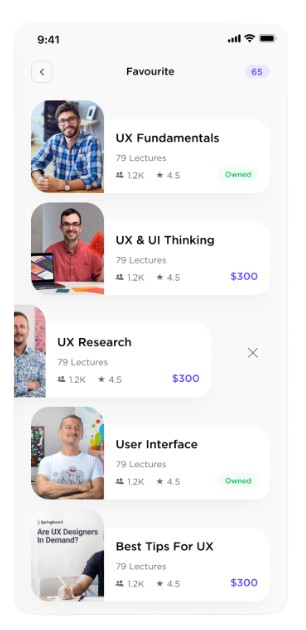 9:41
Favourite
65
UX Fundamentals
79 Lectures
1.2K ★ 4.5
Owned
UX & UI Thinking
79 Lectures
1.2K ★ 4.5
$300
UX Research
79 Lectures
1.2K ★ 4.5
$300
User Interface
79 Lectures
1.2K ★ 4.5
Owned
Springboard
Are UX Designers
In Demand?
Best Tips For UX
79 Lectures
1.2K ★ 4.5
$300